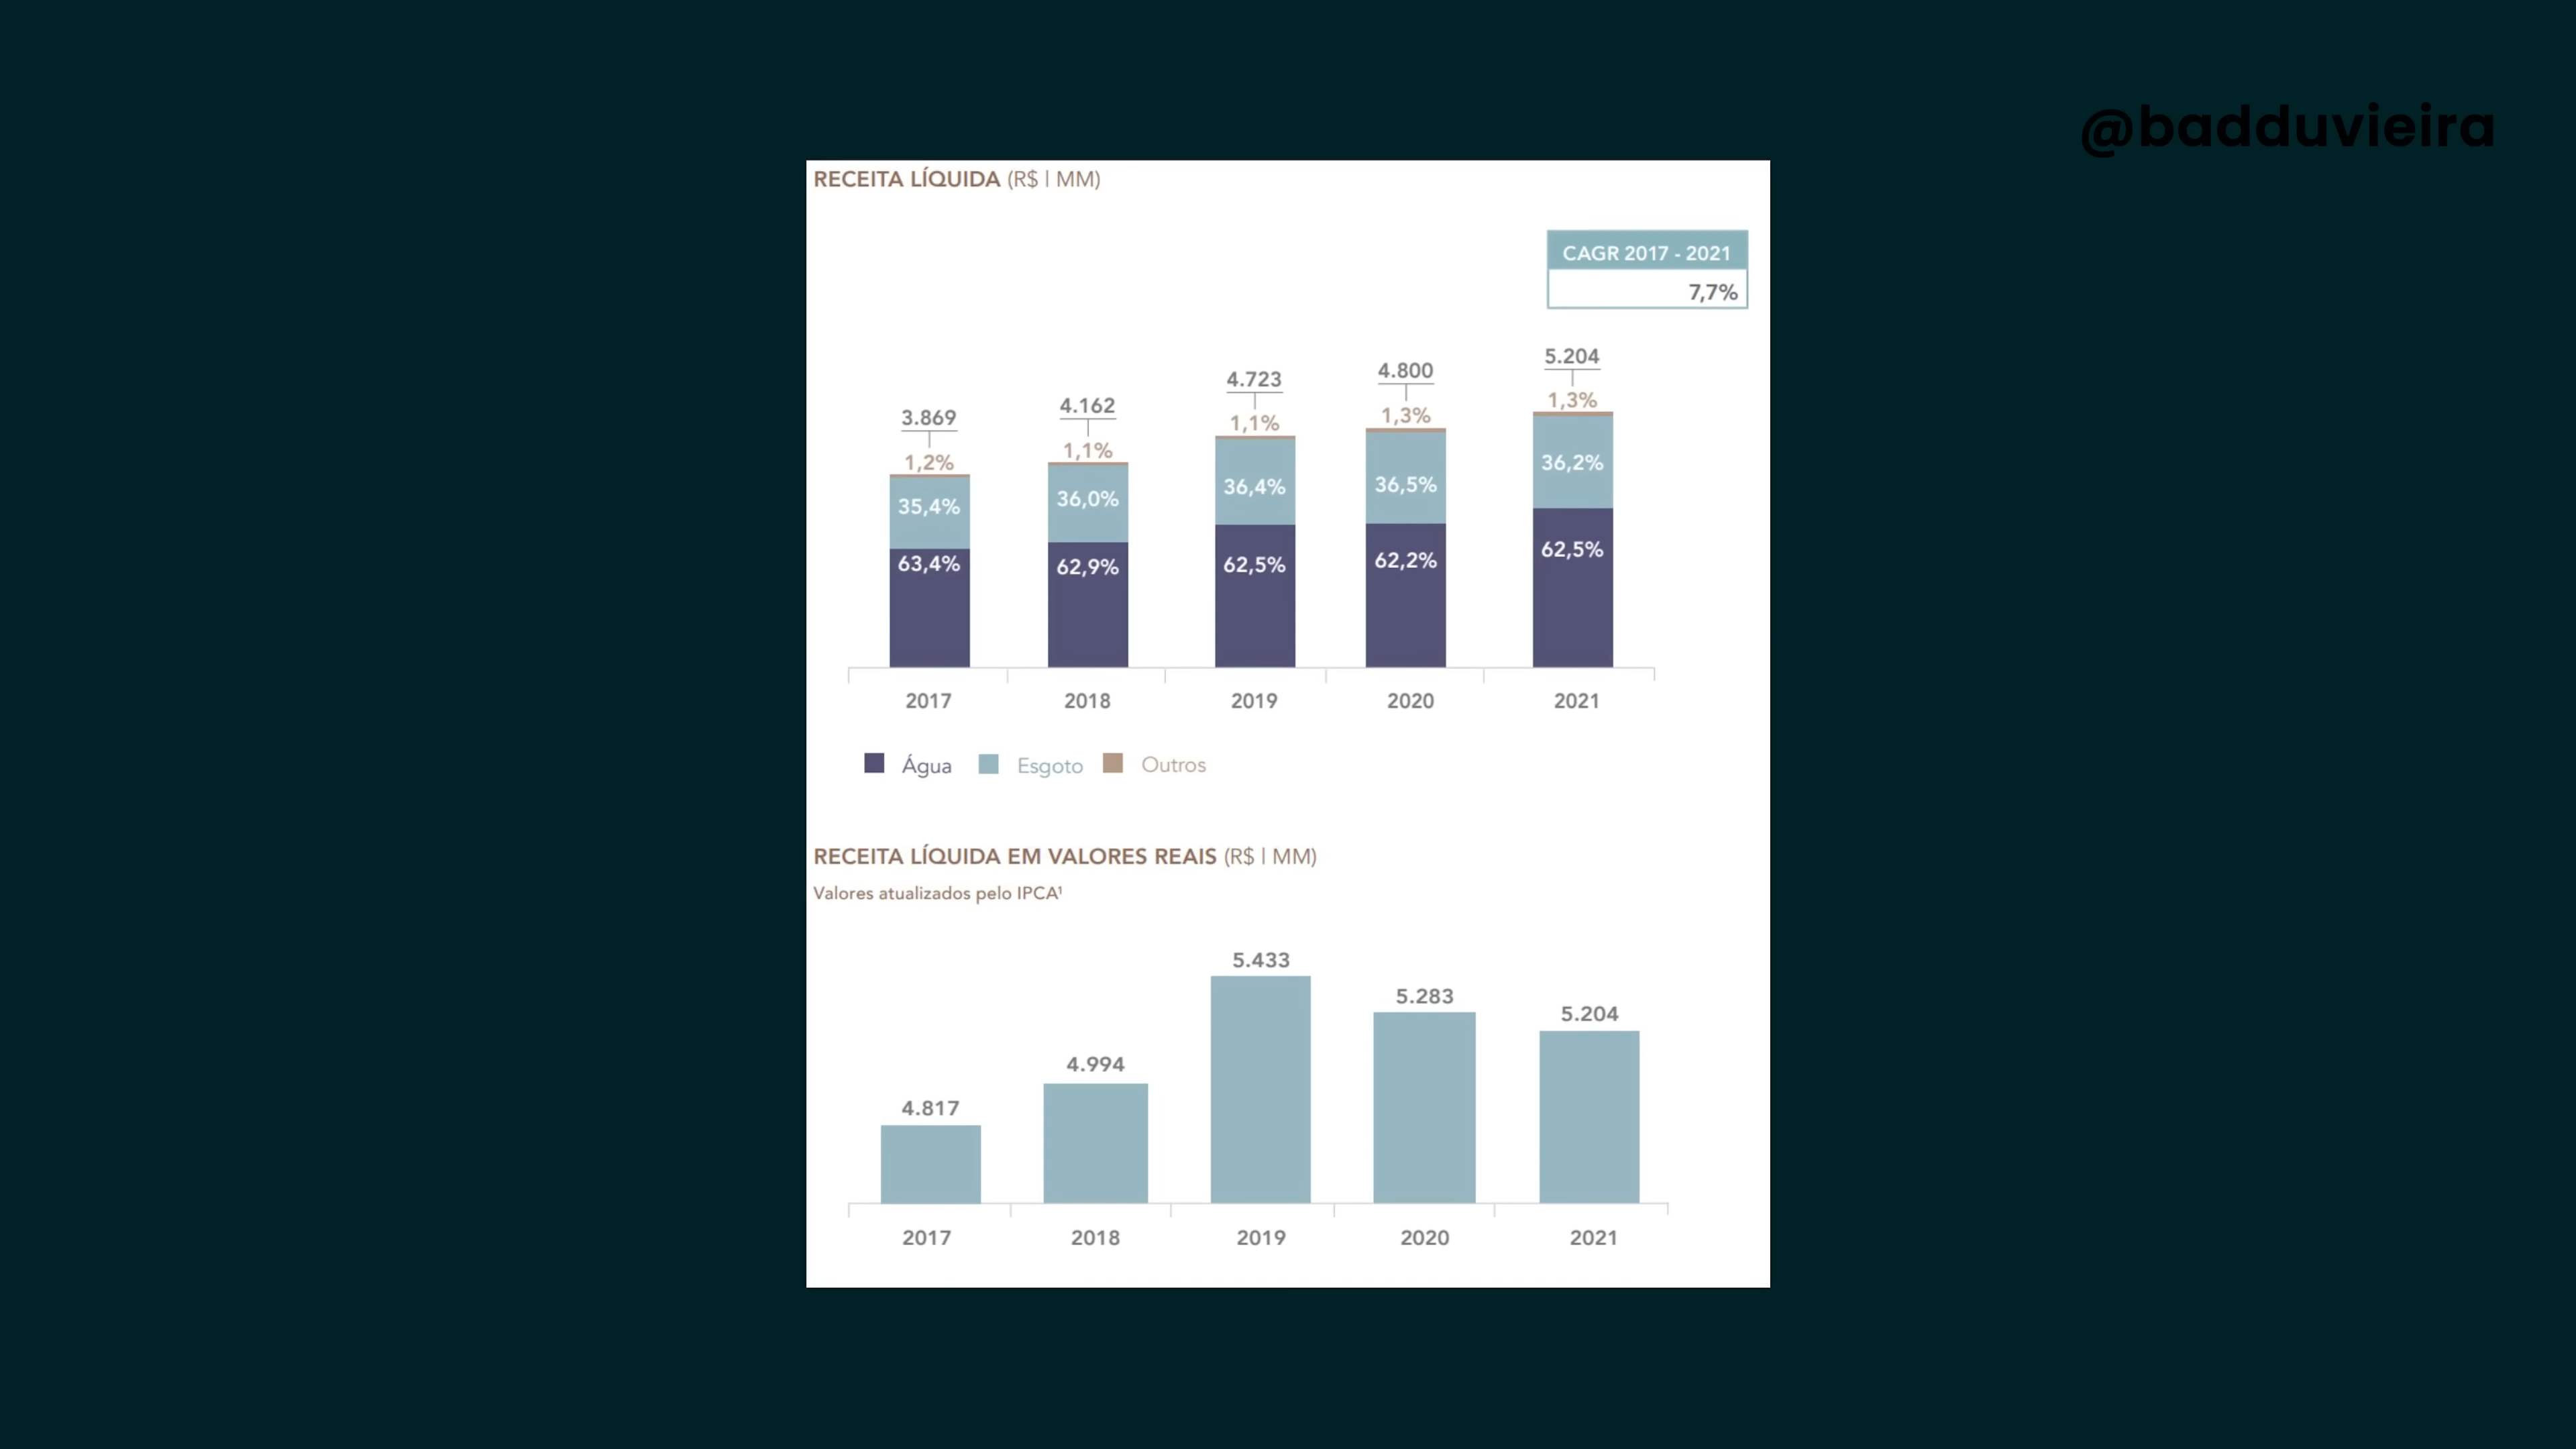 @badduvieira
RECEITA LÍQUIDA (R$ | MM)
CAGR 2017 - 2021
7,7%
3.869 4.162 4.723 4.800 5.204
1,2% 1,1% 1,1% 1,3% 1,3%
35,4% 36,0% 36,4% 36,5% 36,2%
63,4% 62,9% 62,5% 62,2% 62,5%
2017 2018 2019 2020 2021
Água Esgoto Outros
RECEITA LÍQUIDA EM VALORES REAIS (R$ | MM)
Valores atualizados pelo IPCA¹
4.817 4.994 5.433 5.283 5.204
2017 2018 2019 2020 2021